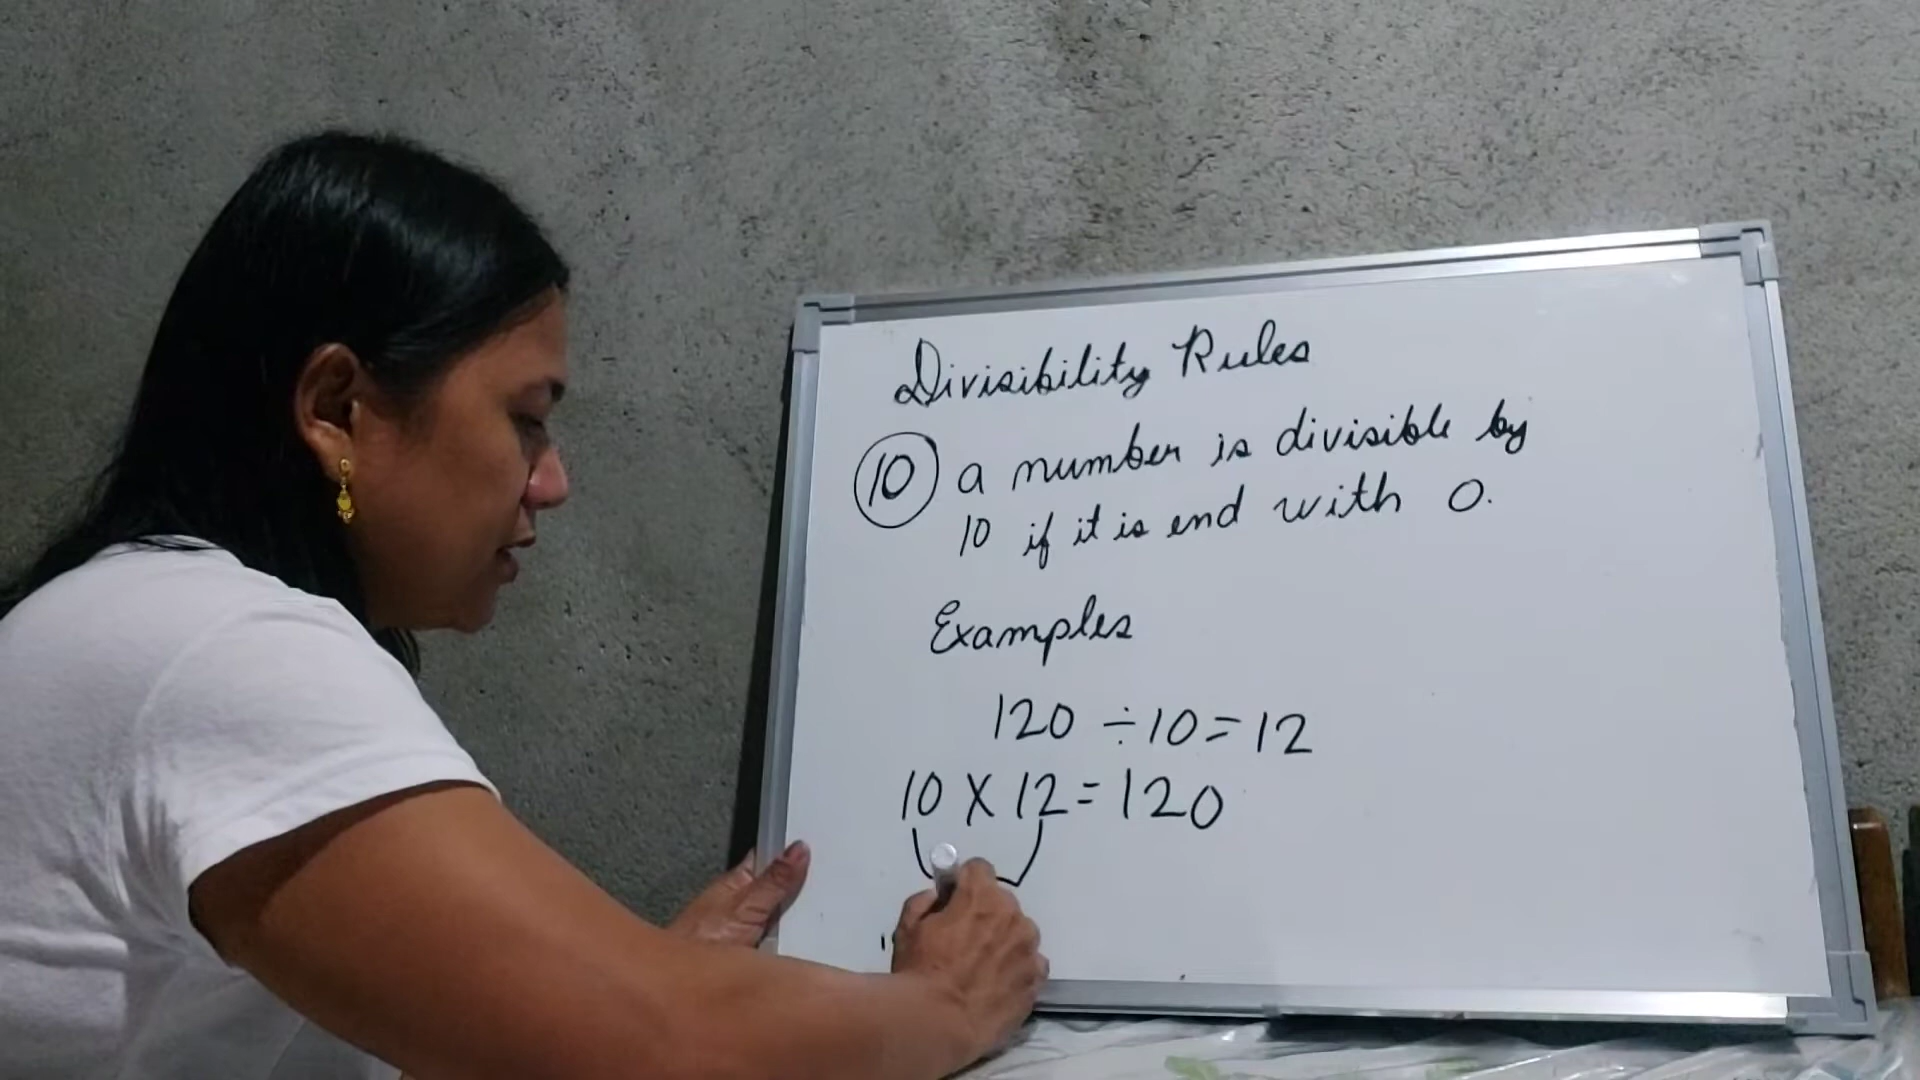 Divisibility Rules
10 a number is divisible by
10 if it is end with 0.
Examples
120 ÷ 10 = 12
10 X 12 = 120